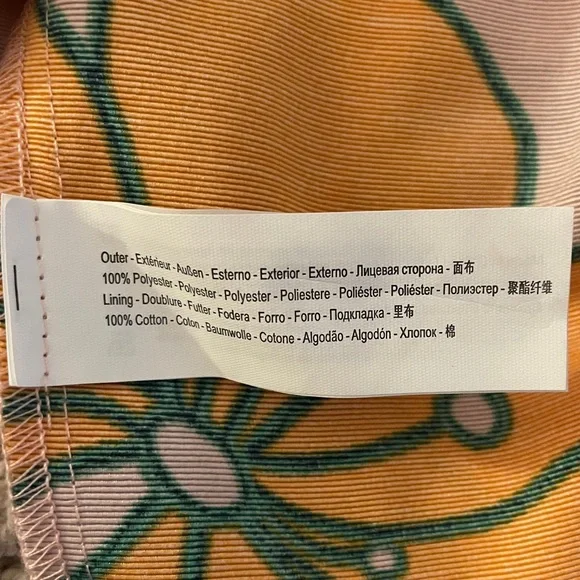 Outer - Extérieur - Außen - Esterno - Exterior - Externo - Лицевая сторона - 面布
100% Polyester - Polyester - Polyester - Poliestere - Poliéster - Poliéster - Полиэстер - 聚酯纤维
Lining - Doublure - Futter - Fodera - Forro - Forro - Подкладка - 里布
100% Cotton - Coton - Baumwolle - Cotone - Algodão - Algodón - Хлопок - 棉